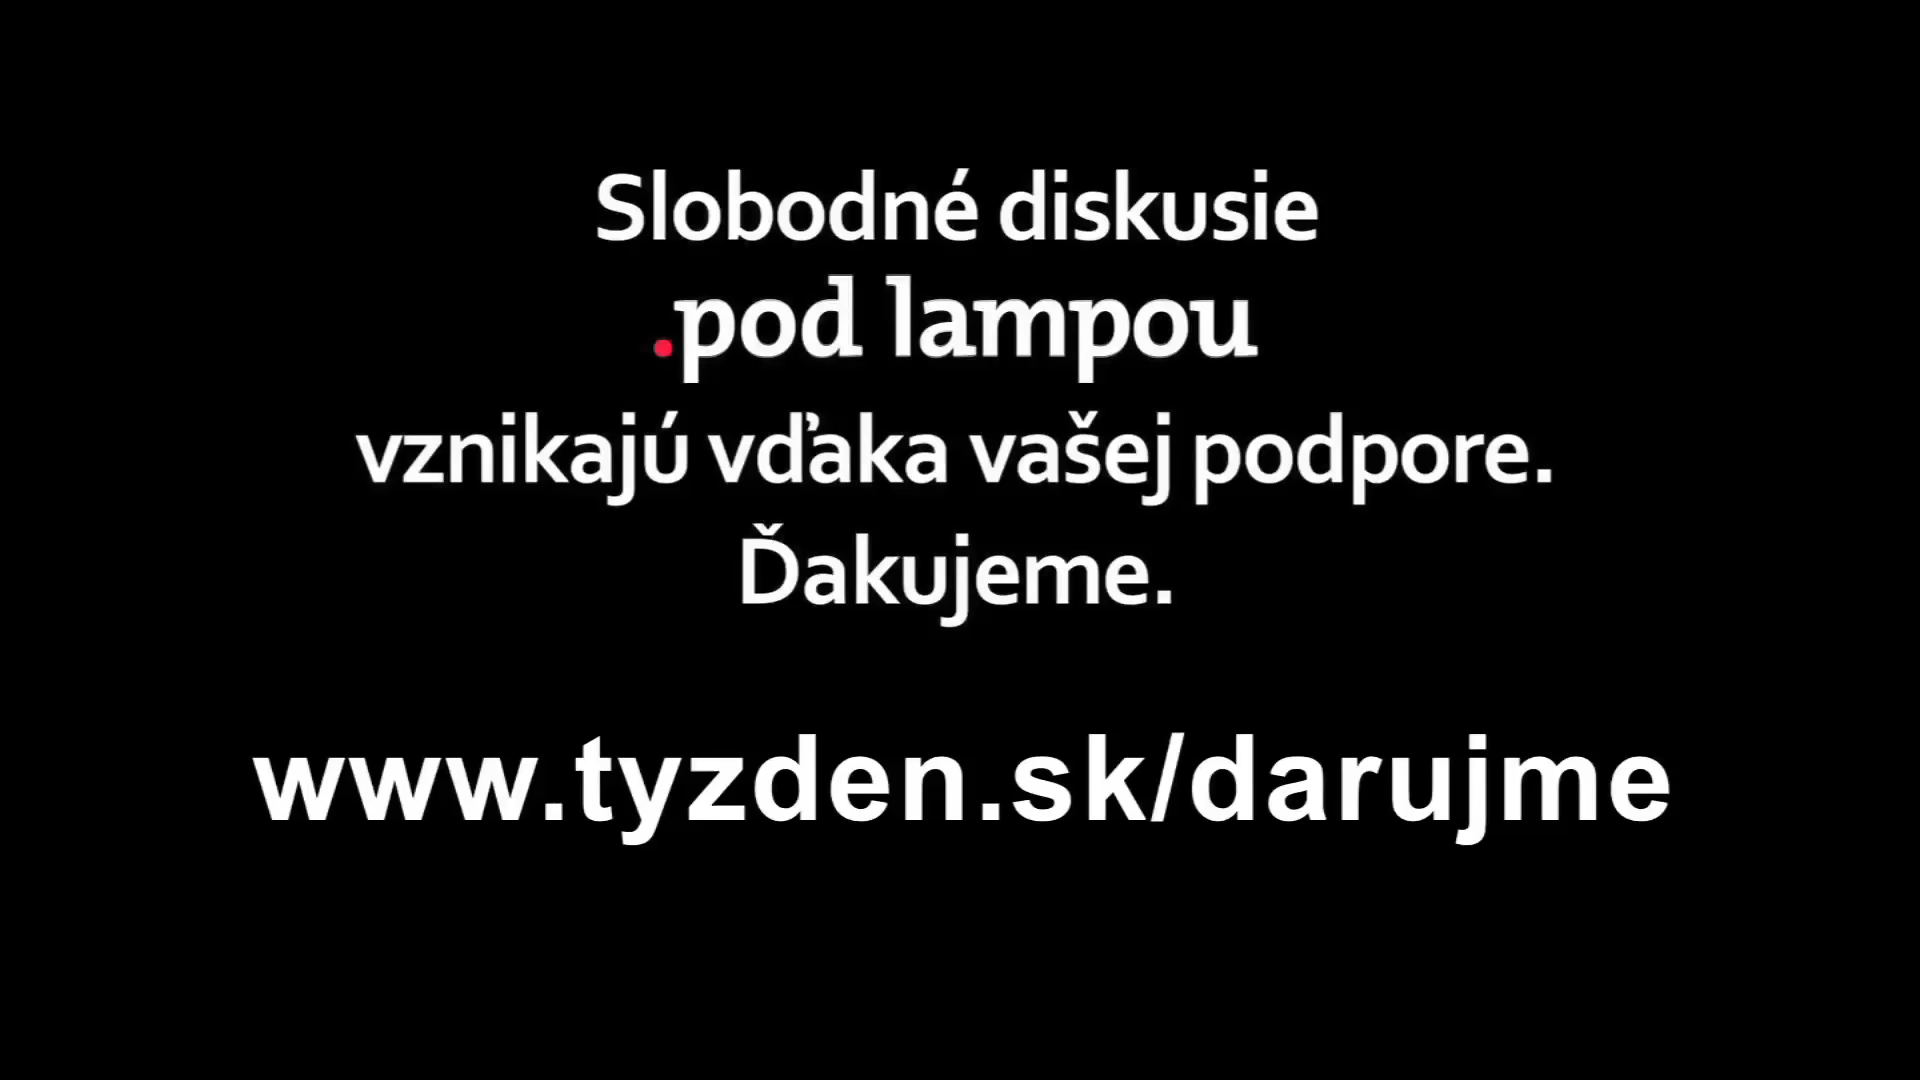 Slobodné diskusie
.pod lampou
vznikajú vďaka vašej podpore.
Ďakujeme.
www.tyzden.sk/darujme